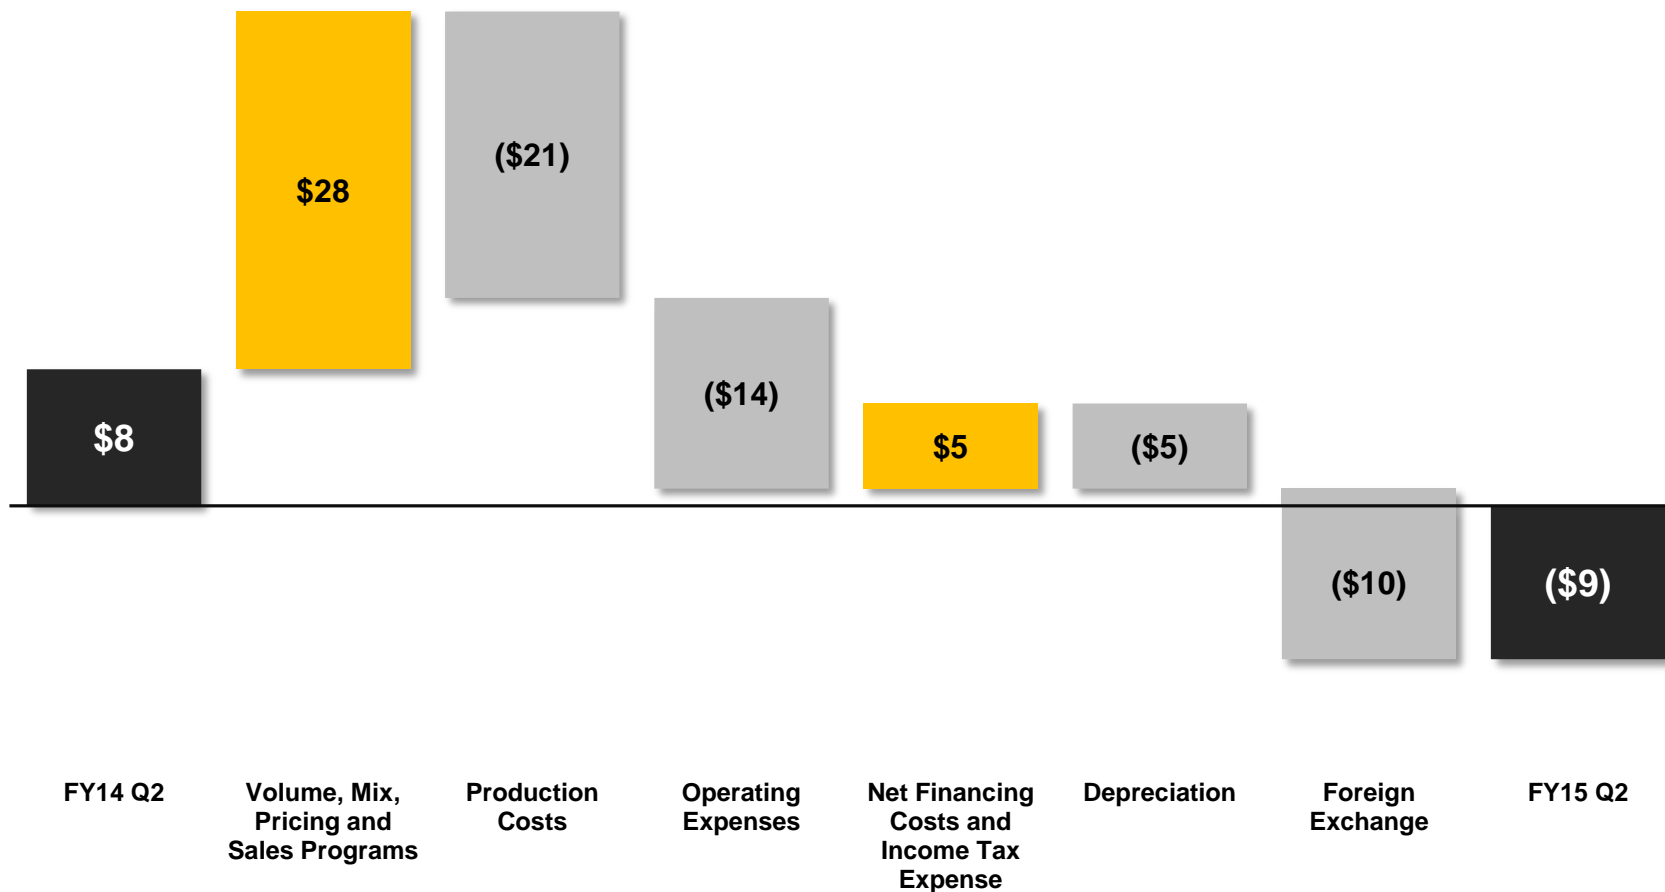 $28
($21)
$8
($14)
$5
($5)
($10)
($9)
FY14 Q2
Volume, Mix,
Pricing and
Sales Programs
Production
Costs
Operating
Expenses
Net Financing
Costs and
Income Tax
Expense
Depreciation
Foreign
Exchange
FY15 Q2